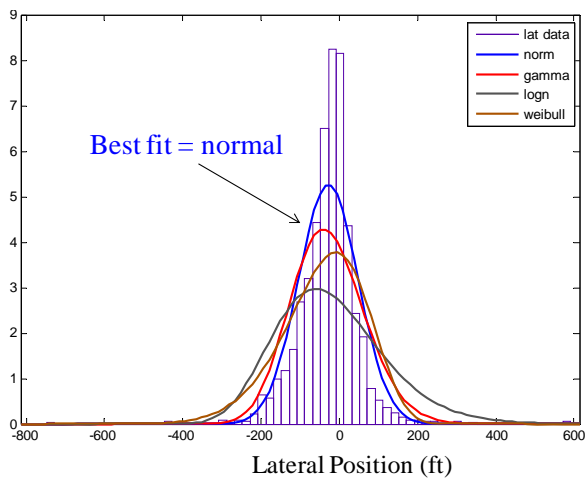 9
8
7
6
5
4
3
2
1
0
lat data
norm
gamma
logn
weibull
Best fit = normal
-800 -600 -400 -200 0 200 400 600
Lateral Position (ft)